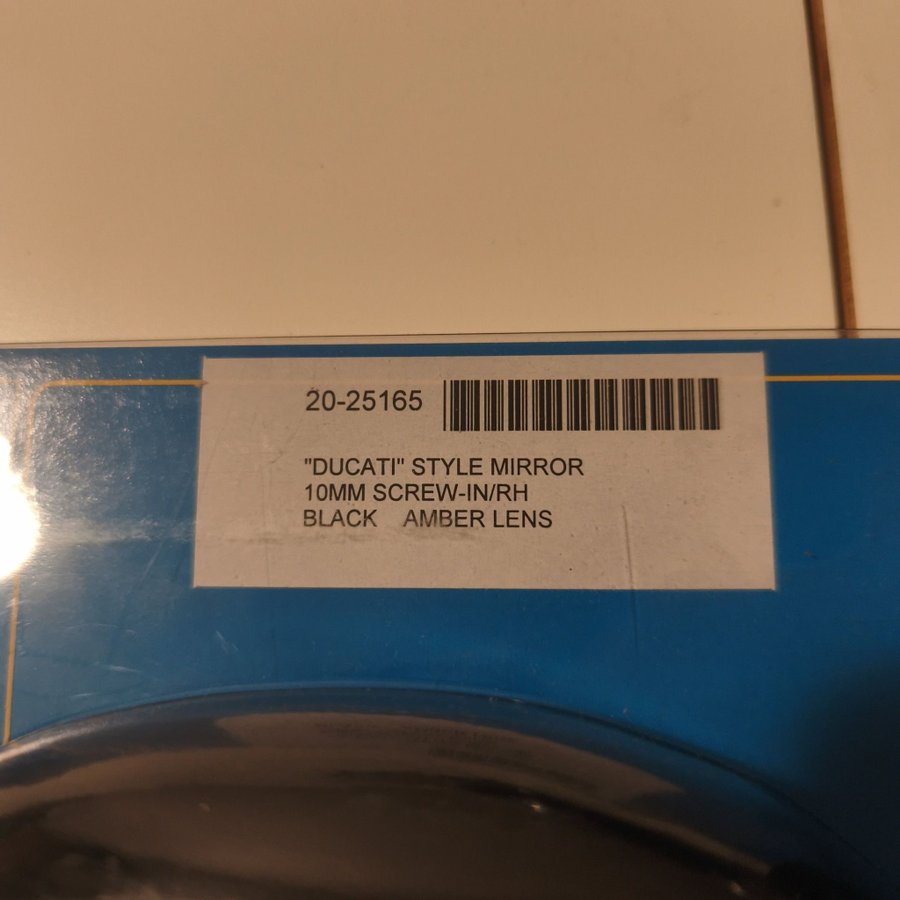 20-25165
"DUCATI" STYLE MIRROR
10MM SCREW-IN/RH
BLACK AMBER LENS